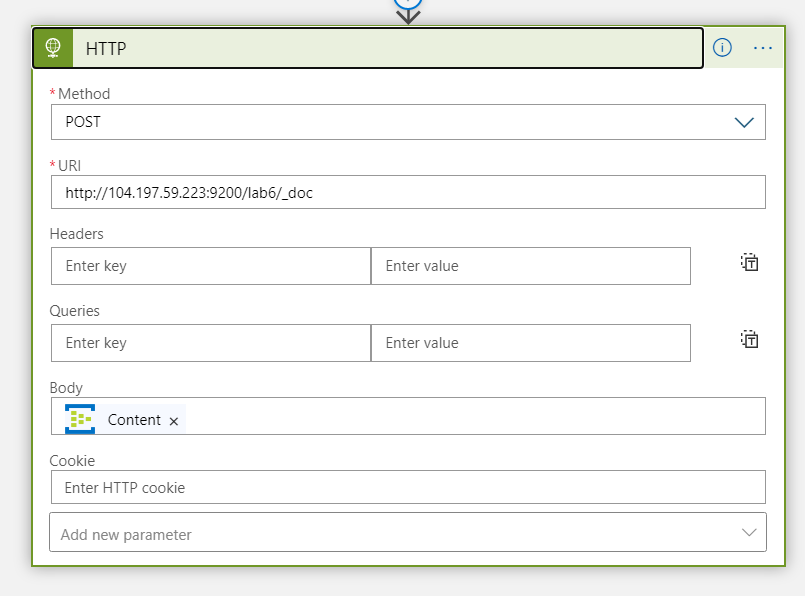 HTTP
* Method
POST
* URI
http://104.197.59.223:9200/lab6/_doc
Headers
Enter key Enter value
Queries
Enter key Enter value
Body
Content ×
Cookie
Enter HTTP cookie
Add new parameter